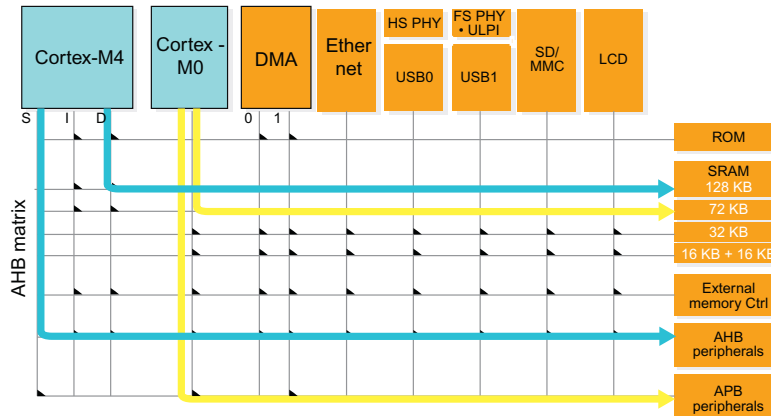 HS PHY
FS PHY
• ULPI
Cortex-M4
Cortex -
M0
DMA
Ether
net
USB0
USB1
SD/
MMC
LCD
S I D
0 1
AHB matrix
ROM
SRAM
128 KB
72 KB
32 KB
16 KB + 16 KB
External
memory Ctrl
AHB
peripherals
APB
peripherals